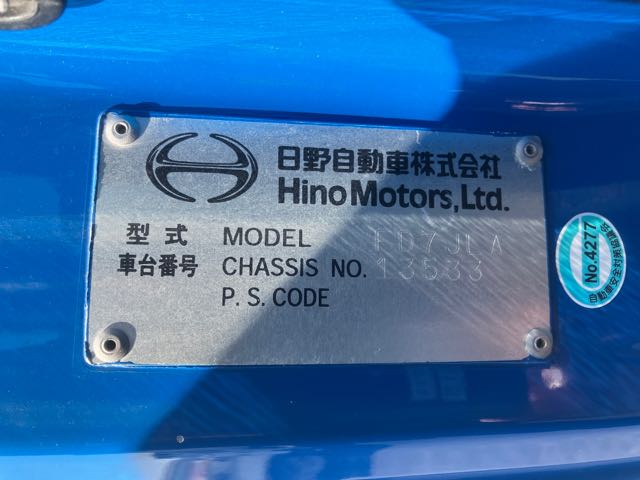 日野自動車株式会社
Hino Motors, Ltd.
型式 MODEL FD7JLA
車台番号 CHASSIS NO. 13533
P. S. CODE
No.4277